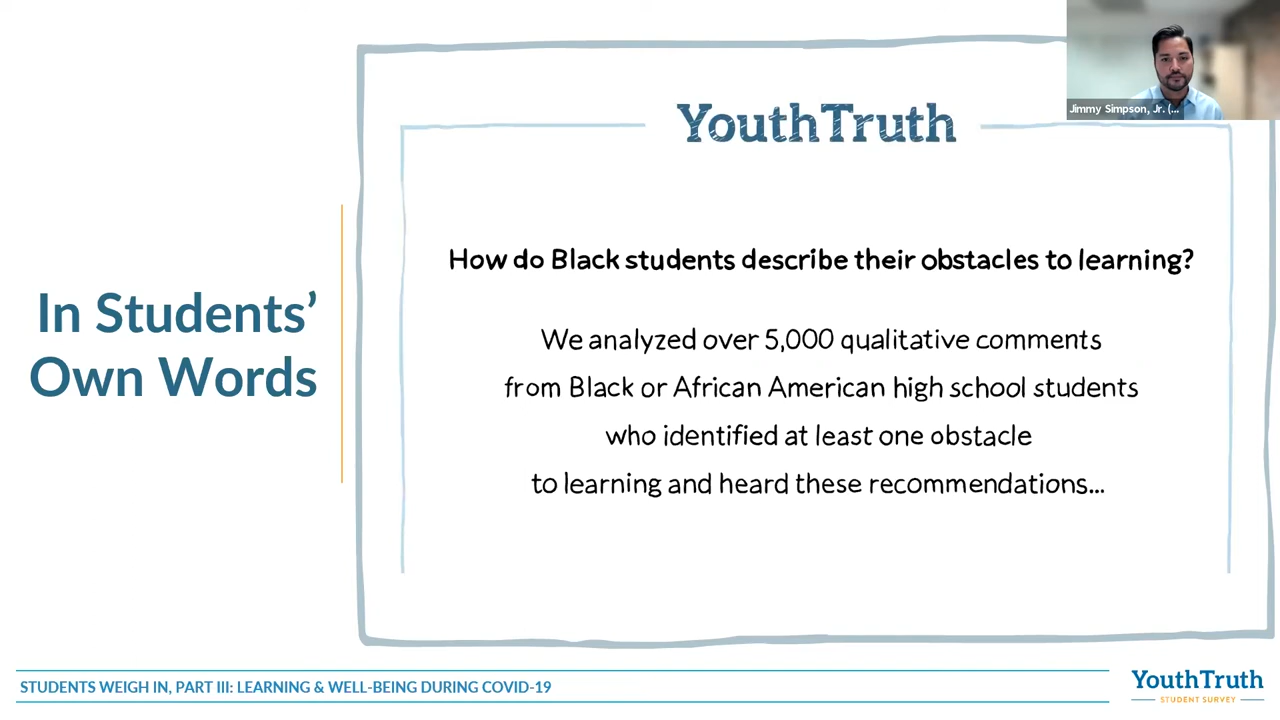 Jimmy Simpson, Jr. (...
YouthTruth
How do Black students describe their obstacles to learning?
We analyzed over 5,000 qualitative comments
from Black or African American high school students
who identified at least one obstacle
to learning and heard these recommendations...
In Students’
Own Words
STUDENTS WEIGH IN, PART III: LEARNING & WELL-BEING DURING COVID-19
YouthTruth
STUDENT SURVEY